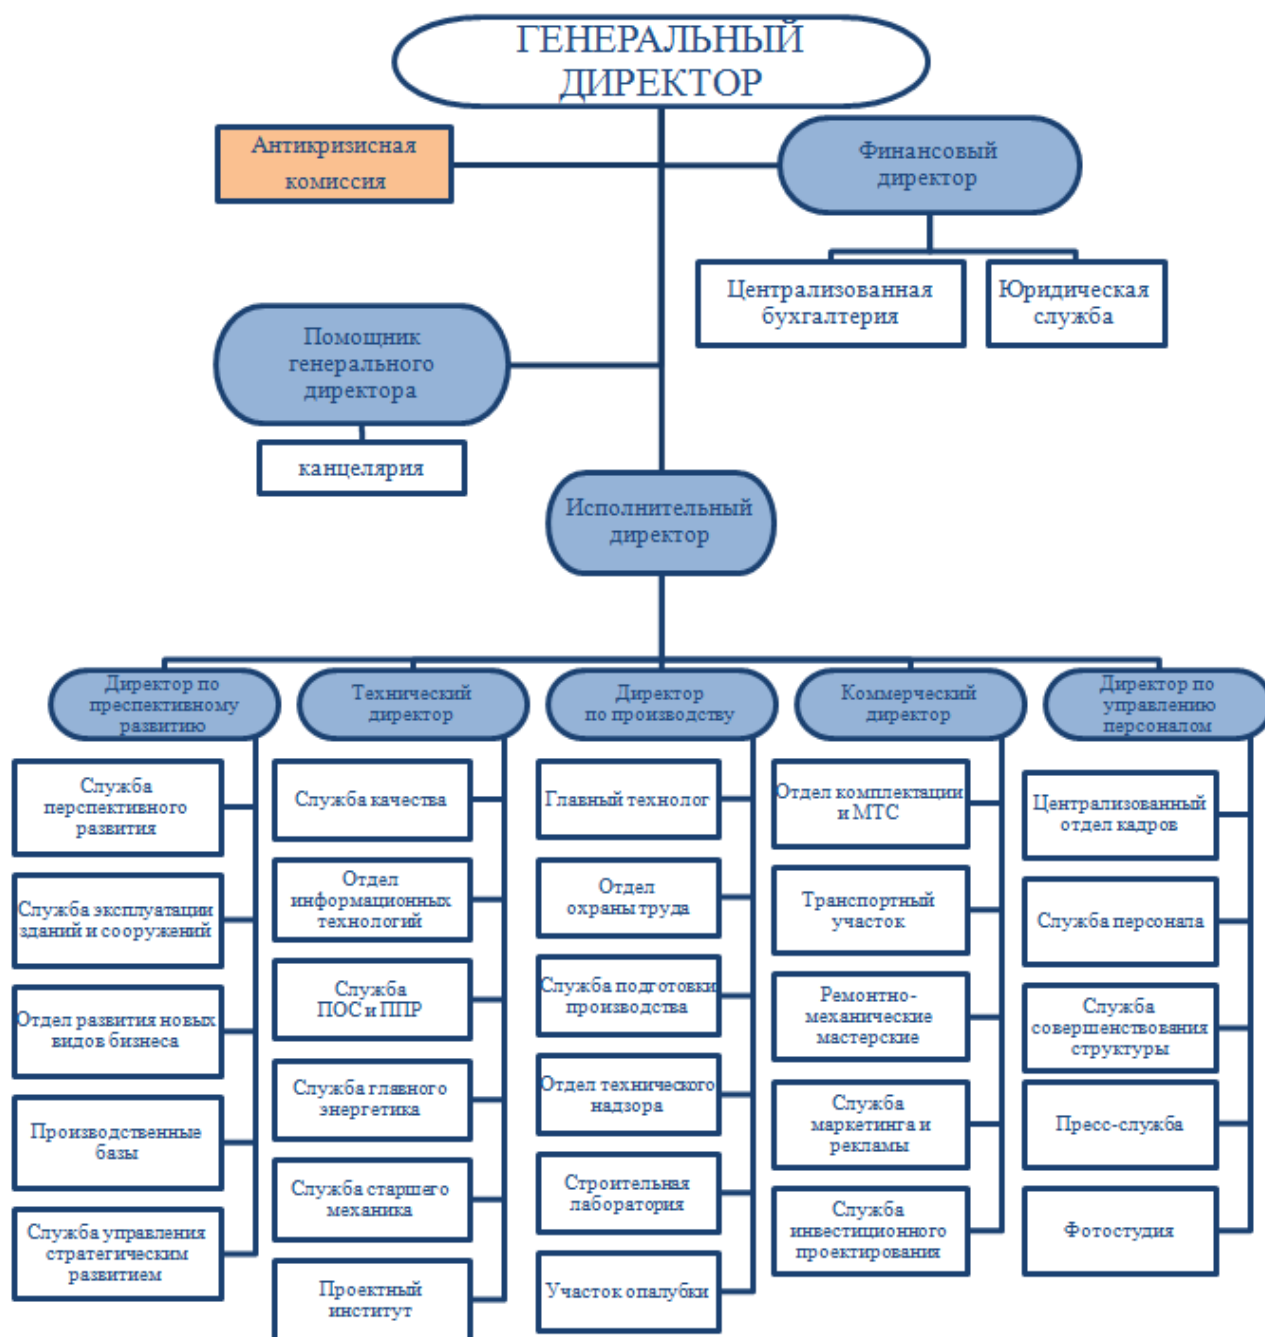 ГЕНЕРАЛЬНЫЙ
ДИРЕКТОР
Антикризисная
комиссия
Финансовый
директор
Централизованная
бухгалтерия
Юридическая
служба
Помощник
генерального
директора
канцелярия
Исполнительный
директор
Директор по
преспективному
развитию
Технический
директор
Директор
по производству
Коммерческий
директор
Директор по
управлению
персоналом
Служба
перспективного
развития
Служба эксплуатации
зданий и сооружений
Отдел развития новых
видов бизнеса
Производственные
базы
Служба управления
стратегическим
развитием
Служба качества
Отдел
информационных
технологий
Служба
ПОС и ППР
Служба главного
энергетика
Служба старшего
механика
Проектный
институт
Главный технолог
Отдел
охраны труда
Служба подготовки
производства
Отдел технического
надзора
Строительная
лаборатория
Участок опалубки
Отдел комплектации
и МТС
Транспортный
участок
Ремонтно-
механические
мастерские
Служба
маркетинга и
рекламы
Служба
инвестиционного
проектирования
Централизованный
отдел кадров
Служба персонала
Служба
совершенствования
структуры
Пресс-служба
Фотостудия